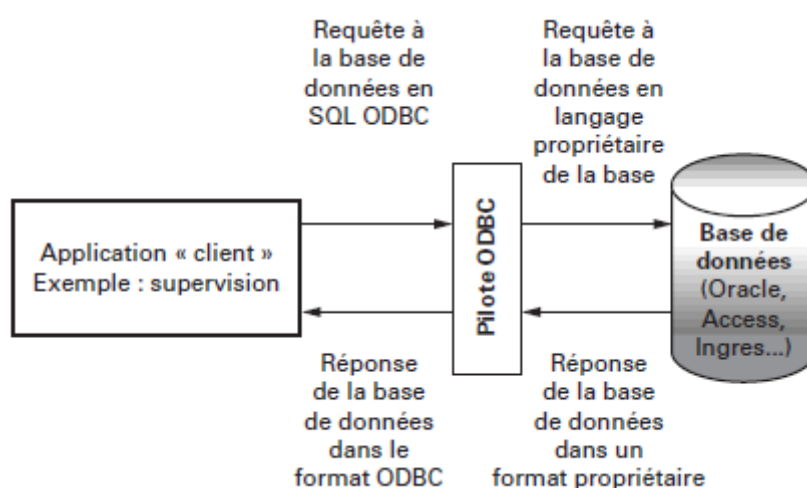 Requête à
la base de
données en
SQL ODBC
Requête à
la base de
données en
langage
propriétaire
de la base
Application « client »
Exemple : supervision
Pilote ODBC
Base de
données
(Oracle,
Access,
Ingres...)
Réponse
de la base
de données
dans le
format ODBC
Réponse
de la base
de données
dans un
format propriétaire